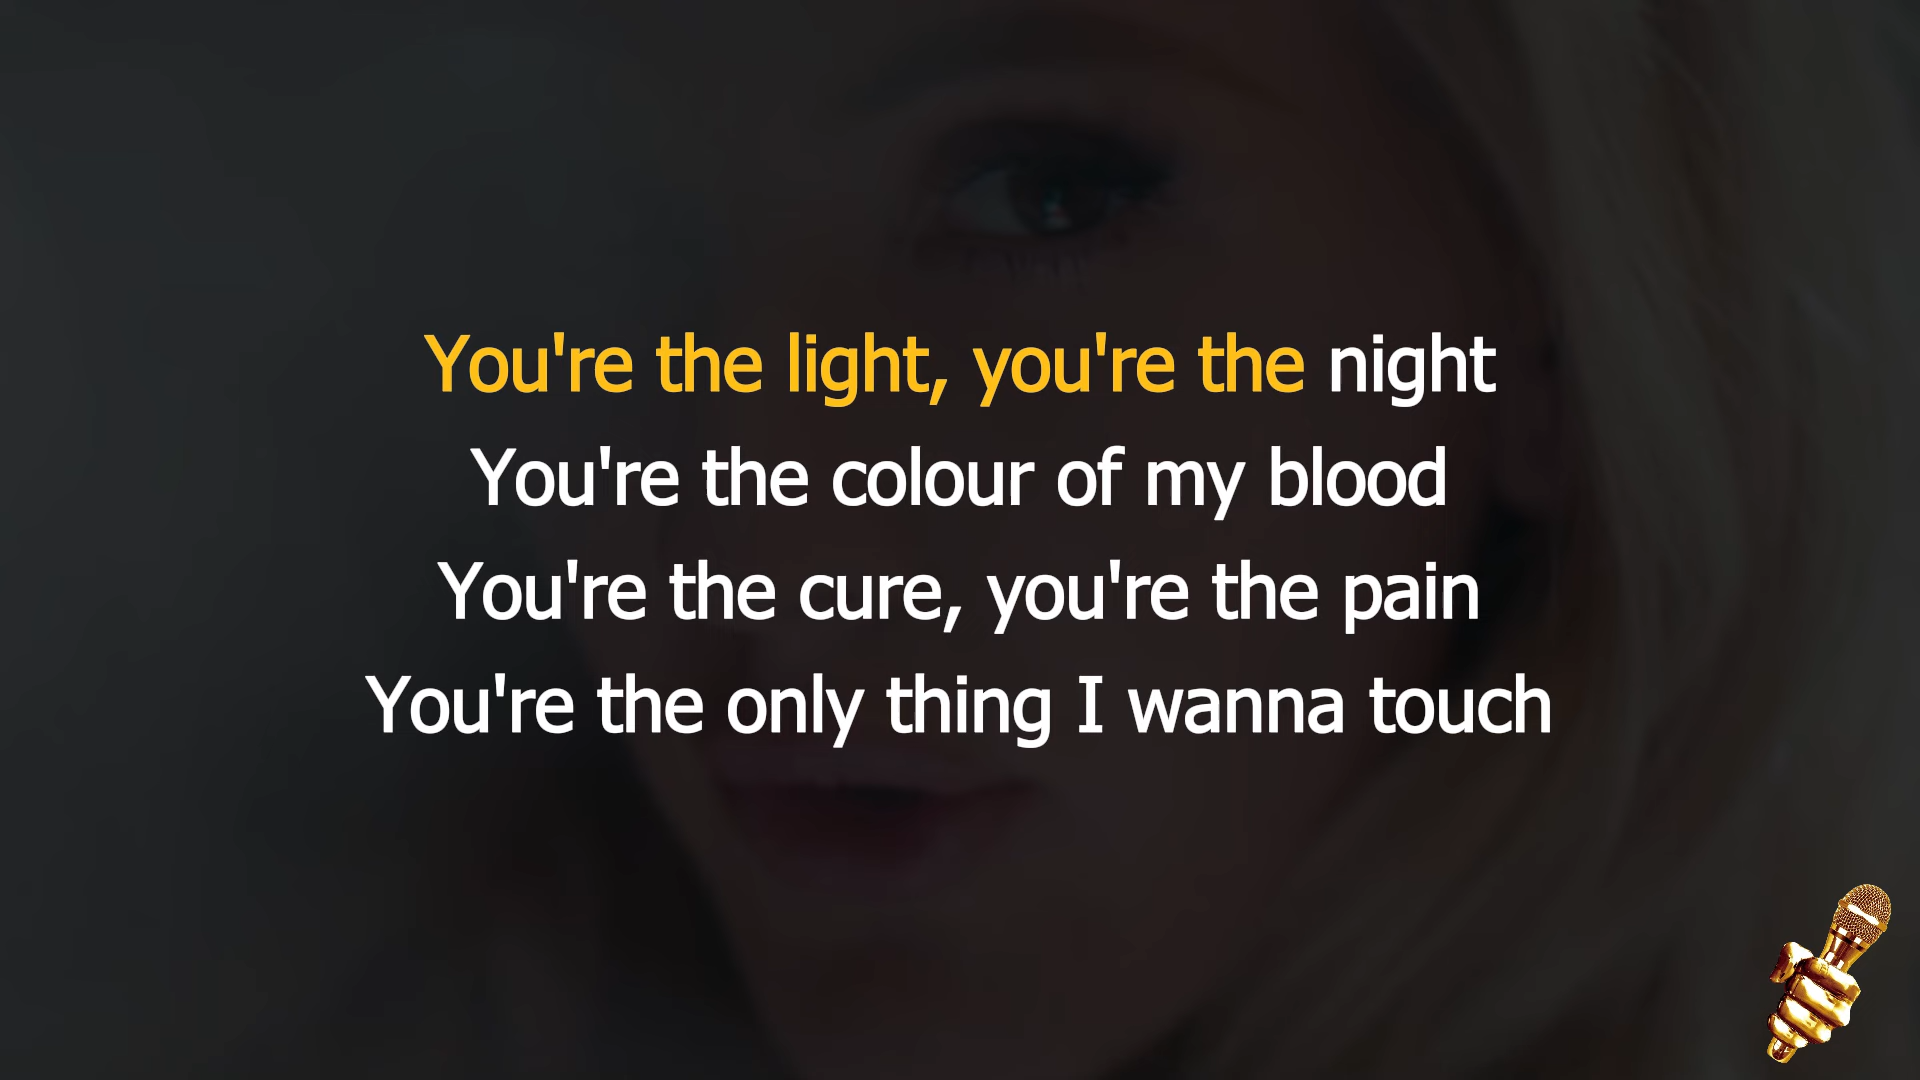 You're the light, you're the night
You're the colour of my blood
You're the cure, you're the pain
You're the only thing I wanna touch